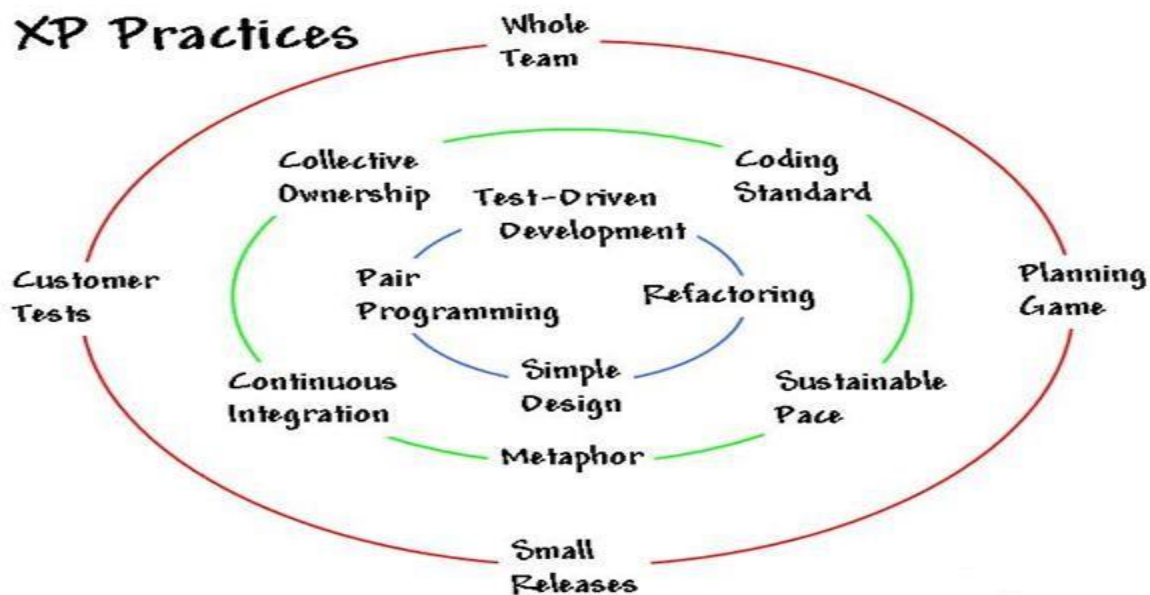 XP Practices
Whole
Team
Collective
Ownership
Coding
Standard
Test-Driven
Development
Customer
Tests
Pair
Programming
Refactoring
Planning
Game
Continuous
Integration
Simple
Design
Sustainable
Pace
Metaphor
Small
Releases